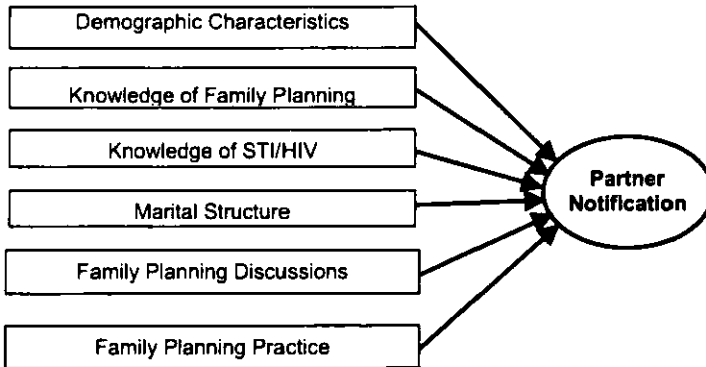 Demographic Characteristics
Knowledge of Family Planning
Knowledge of STI/HIV
Marital Structure
Family Planning Discussions
Family Planning Practice
Partner
Notification